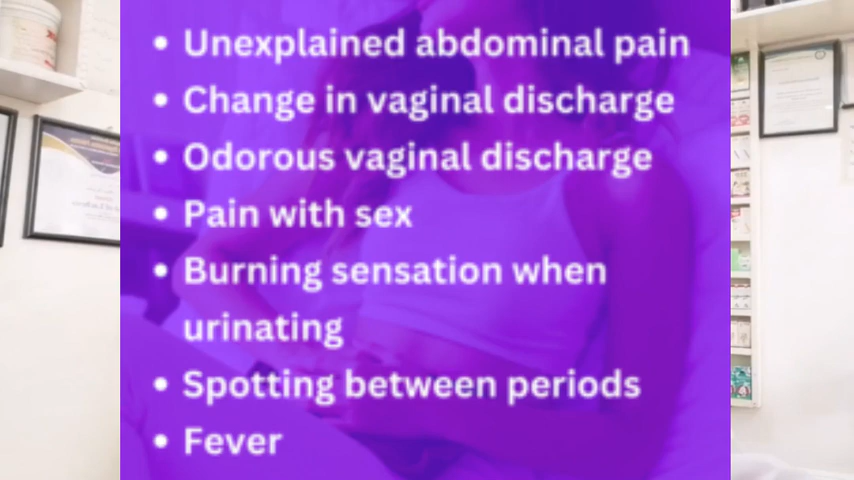 • Unexplained abdominal pain
• Change in vaginal discharge
• Odorous vaginal discharge
• Pain with sex
• Burning sensation when
urinating
• Spotting between periods
• Fever